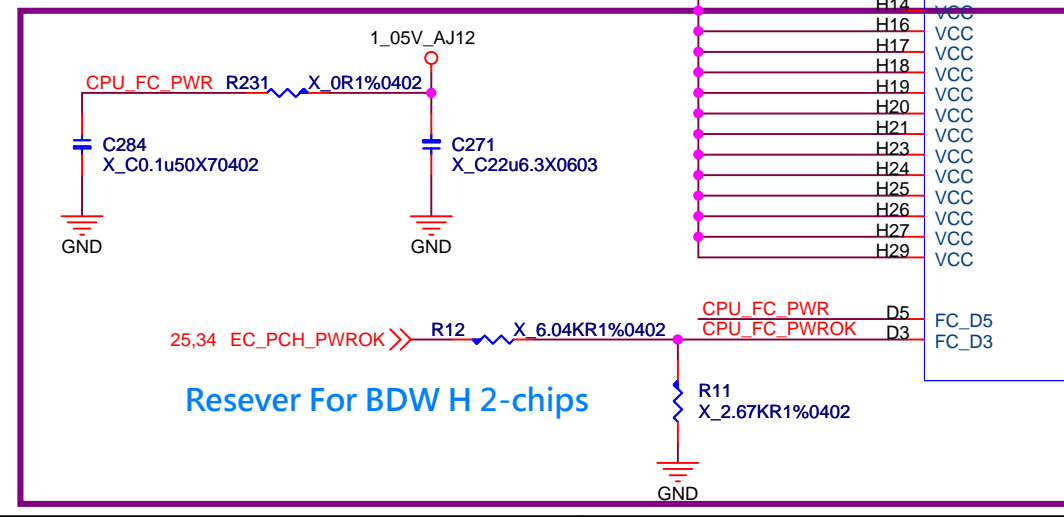 H14 VCC
H16 VCC
H17 VCC
H18 VCC
H19 VCC
H20 VCC
H21 VCC
H23 VCC
H24 VCC
H25 VCC
H26 VCC
H27 VCC
H29 VCC
1_05V_AJ12
CPU_FC_PWR R231 X_0R1%0402
C284
X_C0.1u50X70402
C271
X_C22u6.3X0603
GND
GND
CPU_FC_PWR D5 FC_D5
25,34 EC_PCH_PWROK R12 X_6.04KR1%0402 CPU_FC_PWROK D3 FC_D3
Resever For BDW H 2-chips
R11
X_2.67KR1%0402
GND